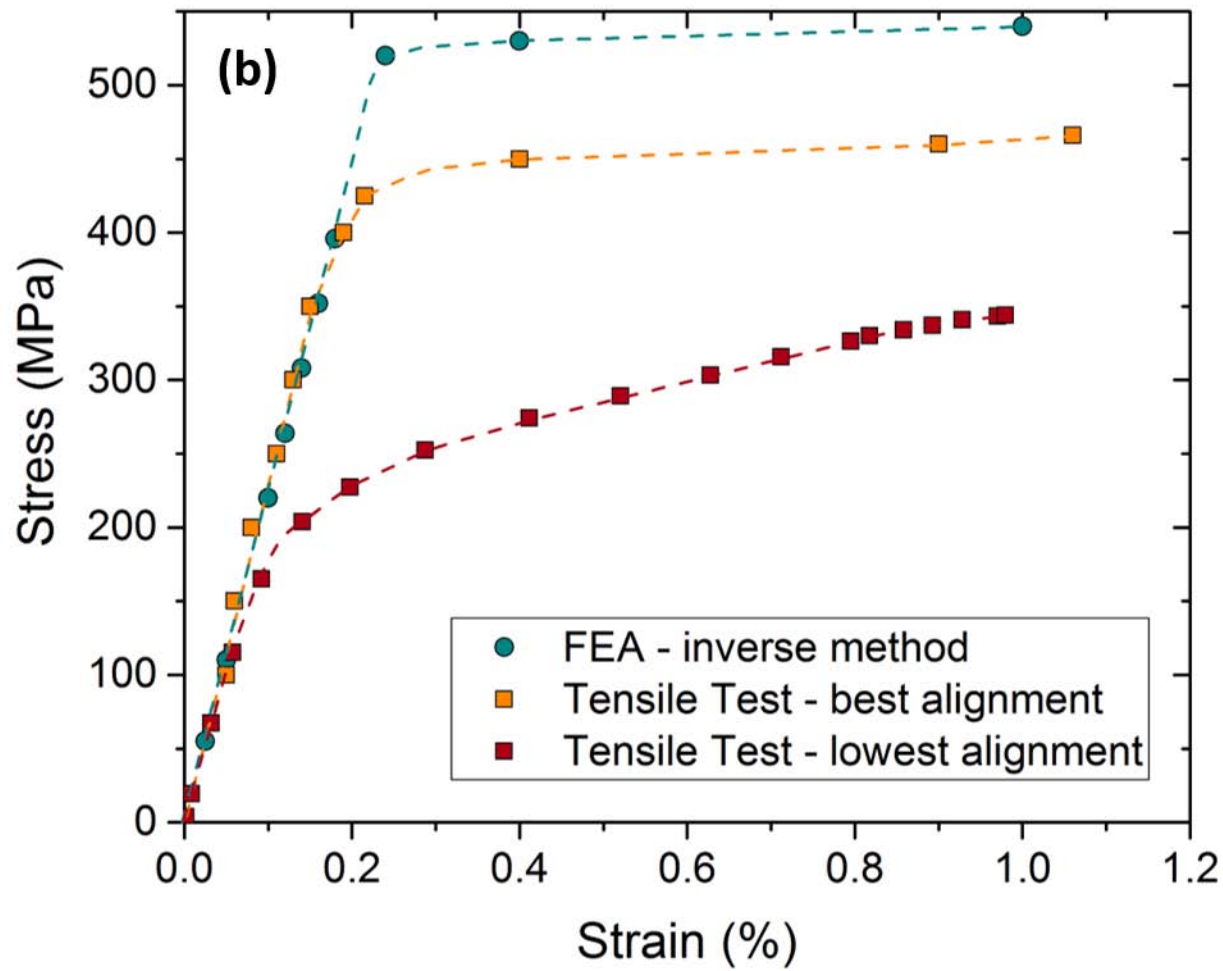 (b)
500
400
300
200
100
0
Stress (MPa)
FEA - inverse method
Tensile Test - best alignment
Tensile Test - lowest alignment
0.0 0.2 0.4 0.6 0.8 1.0 1.2
Strain (%)